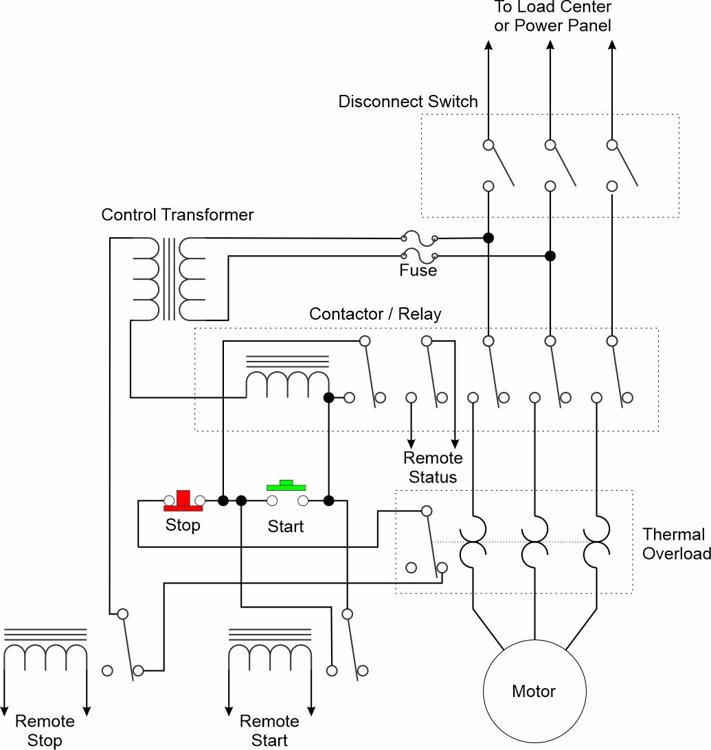 To Load Center
or Power Panel
Disconnect Switch
Control Transformer
Fuse
Contactor / Relay
Remote
Status
Stop
Start
Thermal
Overload
Motor
Remote
Stop
Remote
Start